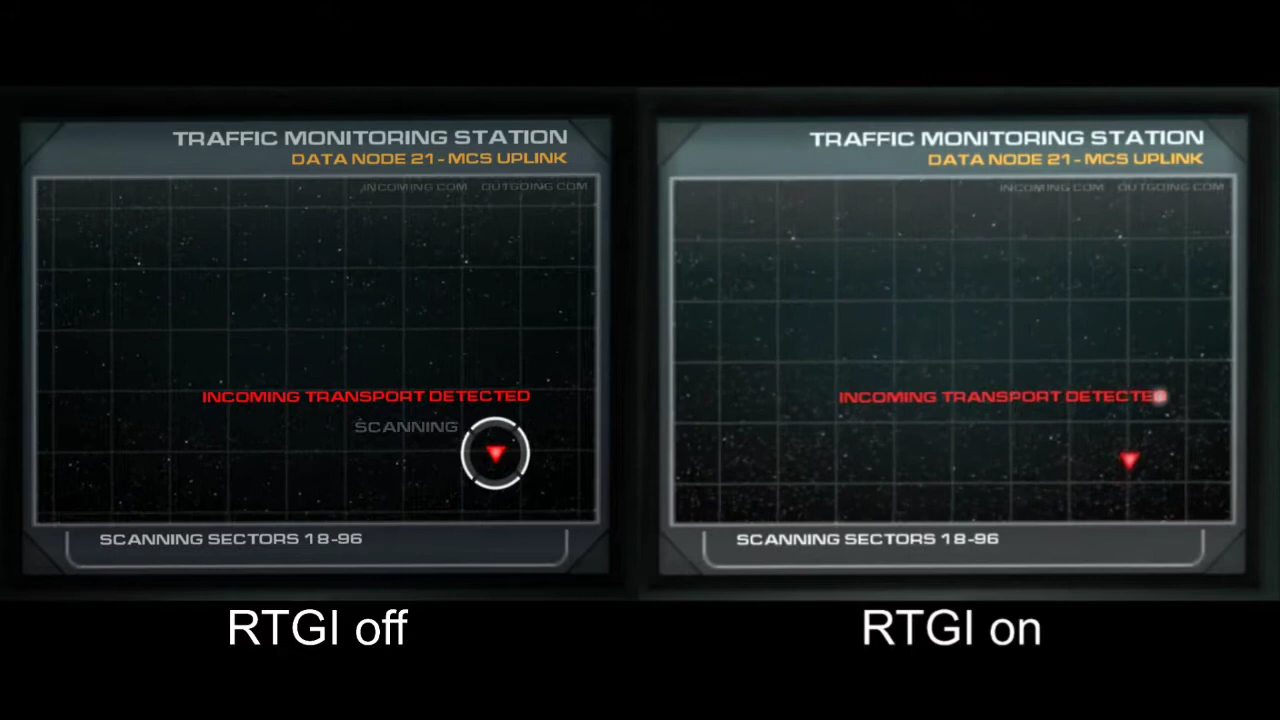 TRAFFIC MONITORING STATION
DATA NODE 21 - MCS UPLINK
INCOMING COM OUTGOING COM
INCOMING TRANSPORT DETECTED
SCANNING
SCANNING SECTORS 18-96
RTGI off
TRAFFIC MONITORING STATION
DATA NODE 21 - MCS UPLINK
INCOMING COM OUTGOING COM
INCOMING TRANSPORT DETECTED
SCANNING SECTORS 18-96
RTGI on